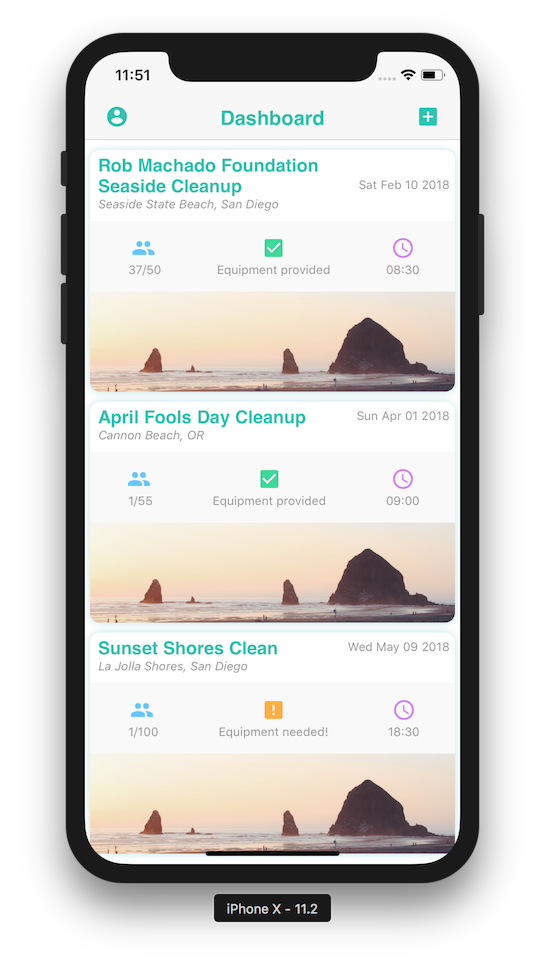 11:51
Dashboard
Rob Machado Foundation
Seaside Cleanup
Sat Feb 10 2018
Seaside State Beach, San Diego
37/50
Equipment provided
08:30
April Fools Day Cleanup
Sun Apr 01 2018
Cannon Beach, OR
1/55
Equipment provided
09:00
Sunset Shores Clean
Wed May 09 2018
La Jolla Shores, San Diego
1/100
Equipment needed!
18:30
iPhone X - 11.2